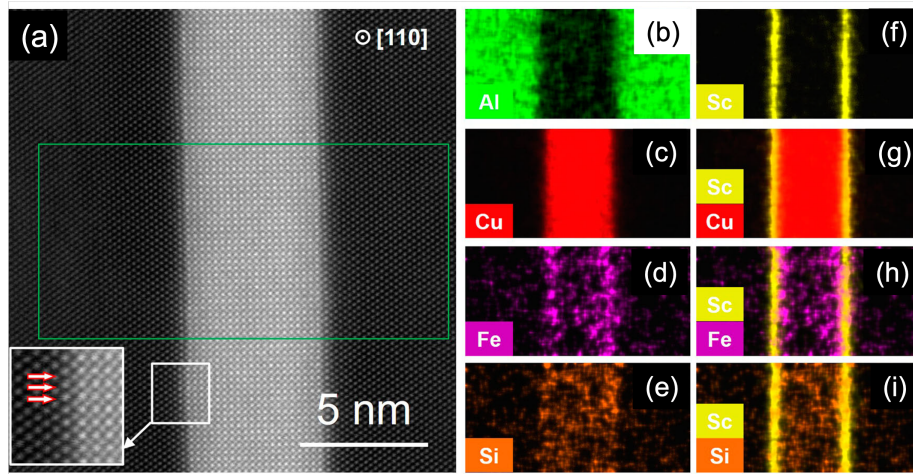 (a)
⊙ [110]
5 nm
(b)
Al
(c)
Cu
(d)
Fe
(e)
Si
(f)
Sc
(g)
Sc
Cu
(h)
Sc
Fe
(i)
Sc
Si